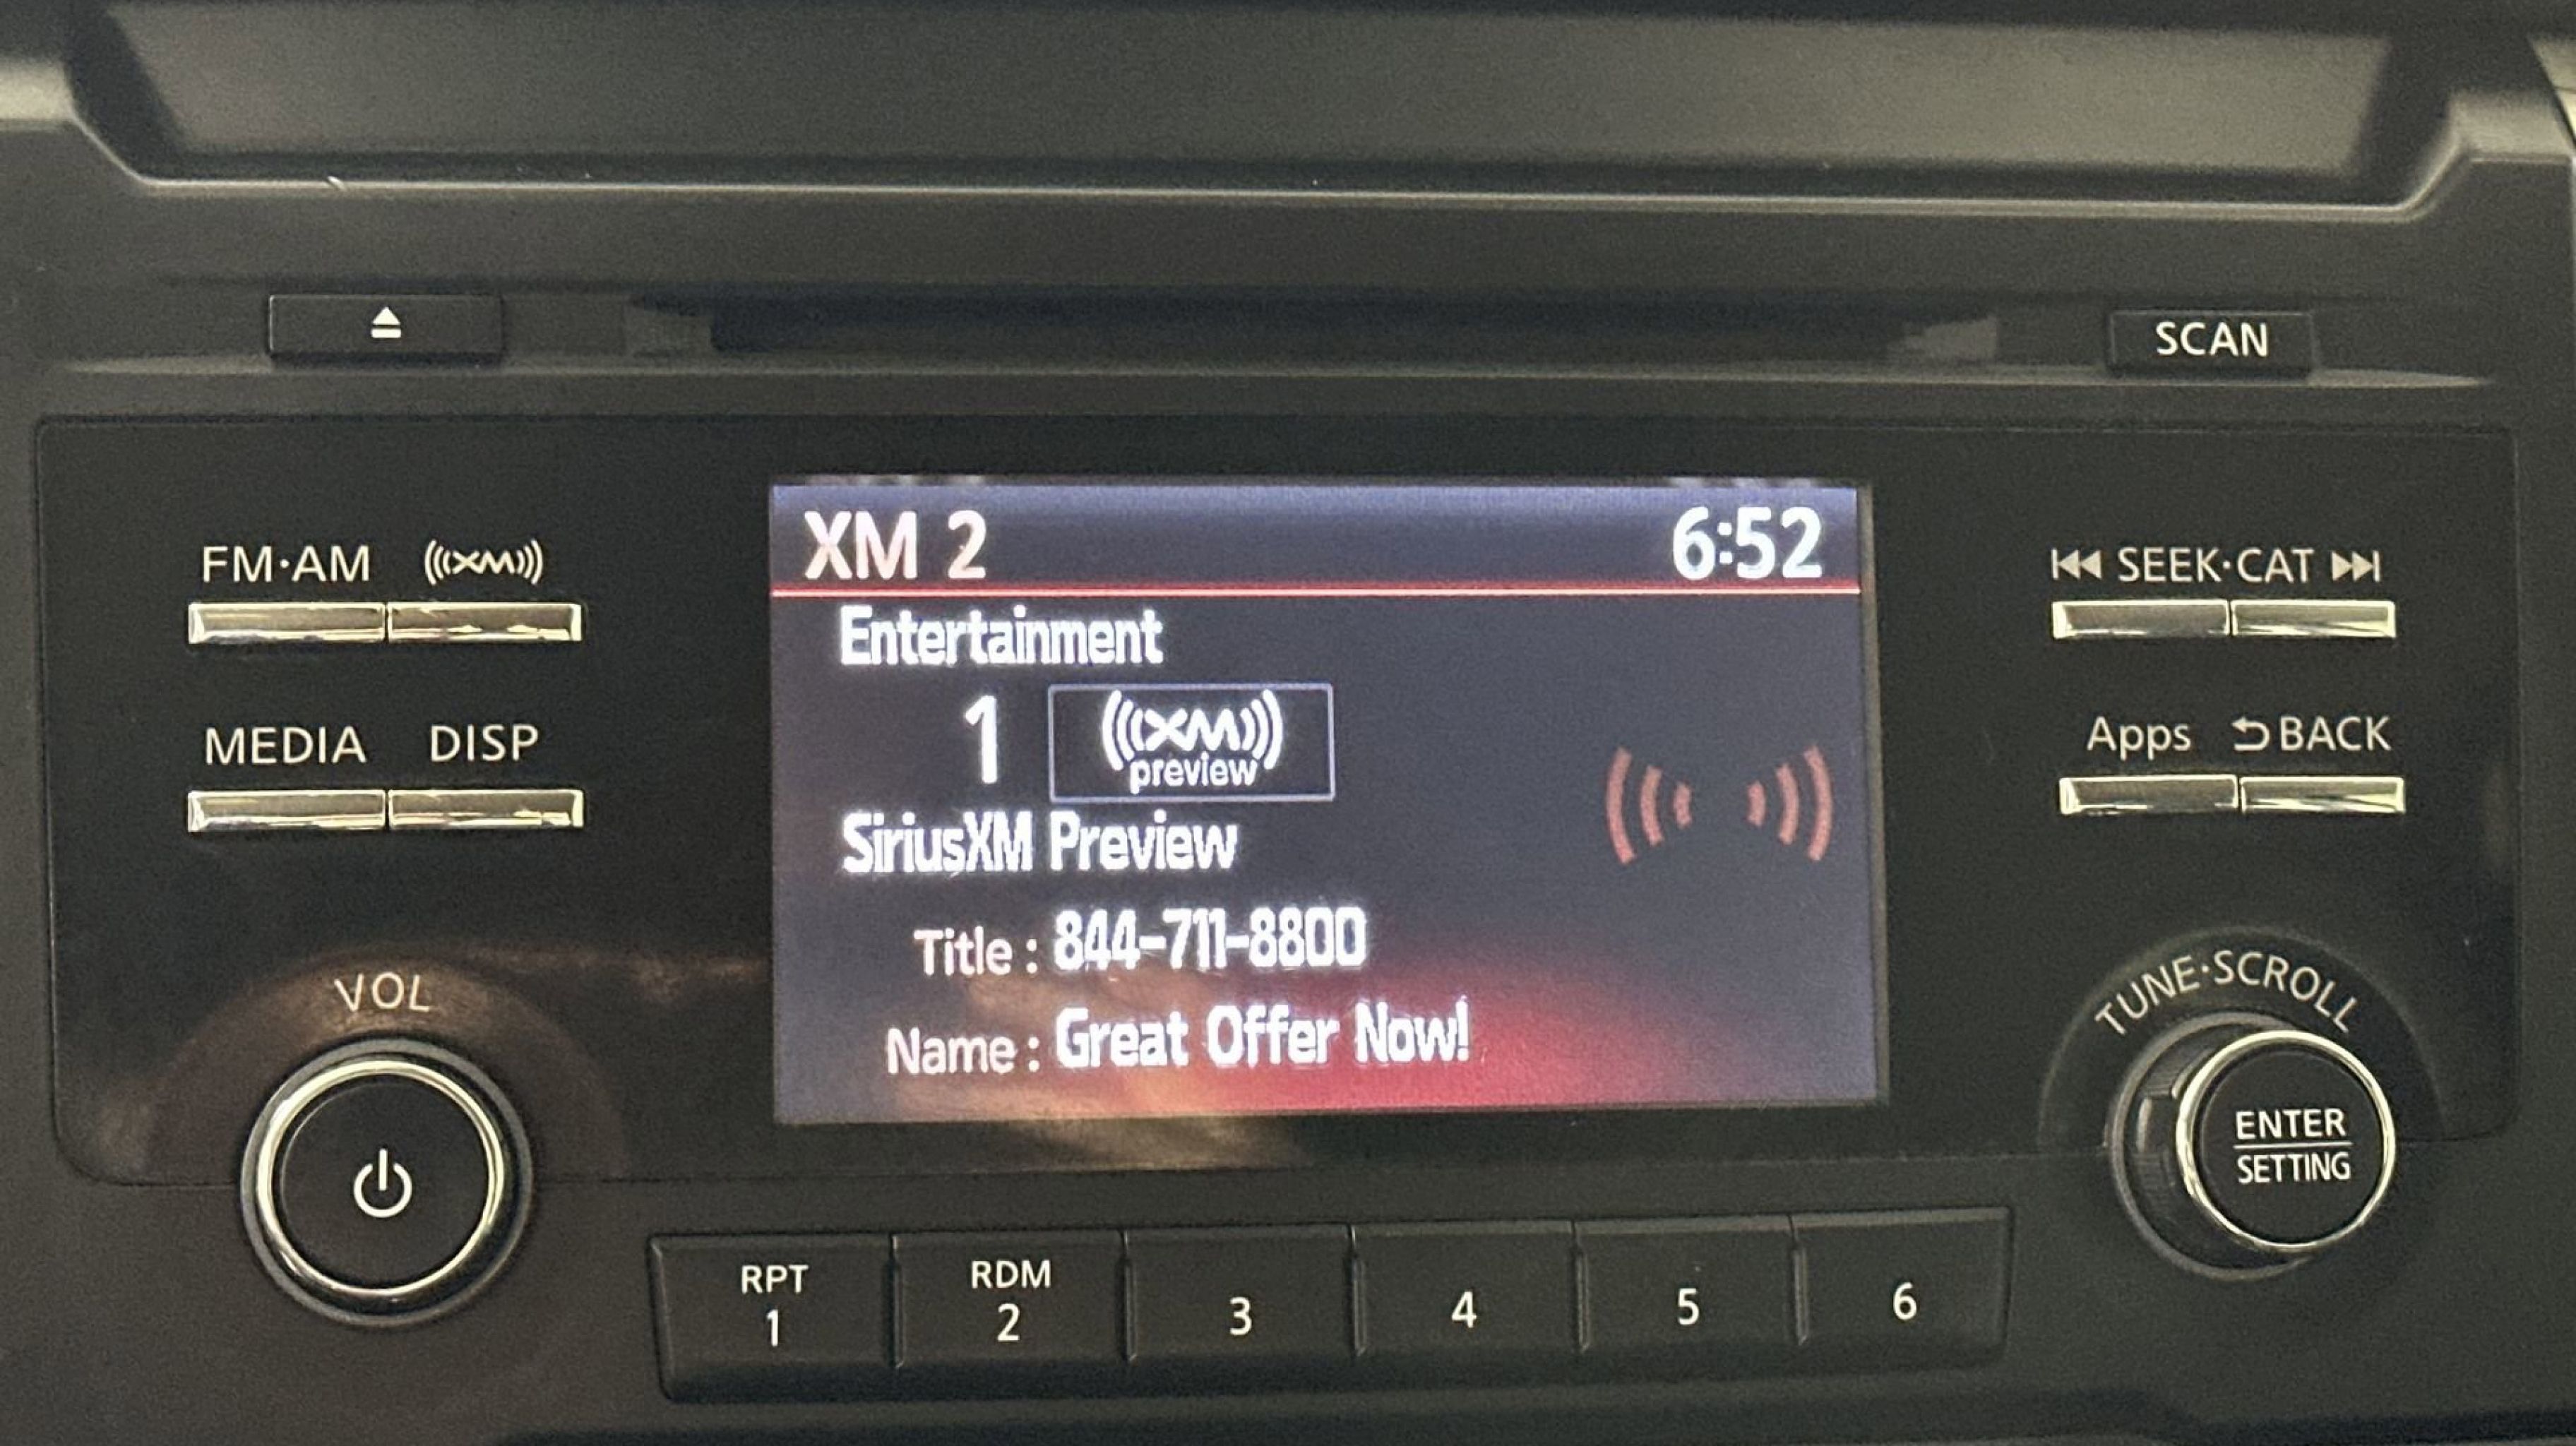 SCAN
FM·AM XM
MEDIA DISP
VOL
XM 2 6:52
Entertainment
1 XM
preview
SiriusXM Preview
Title : 844-711-8800
Name : Great Offer Now!
SEEK·CAT
Apps BACK
TUNE·SCROLL
ENTER
SETTING
RPT
1
RDM
2
3
4
5
6